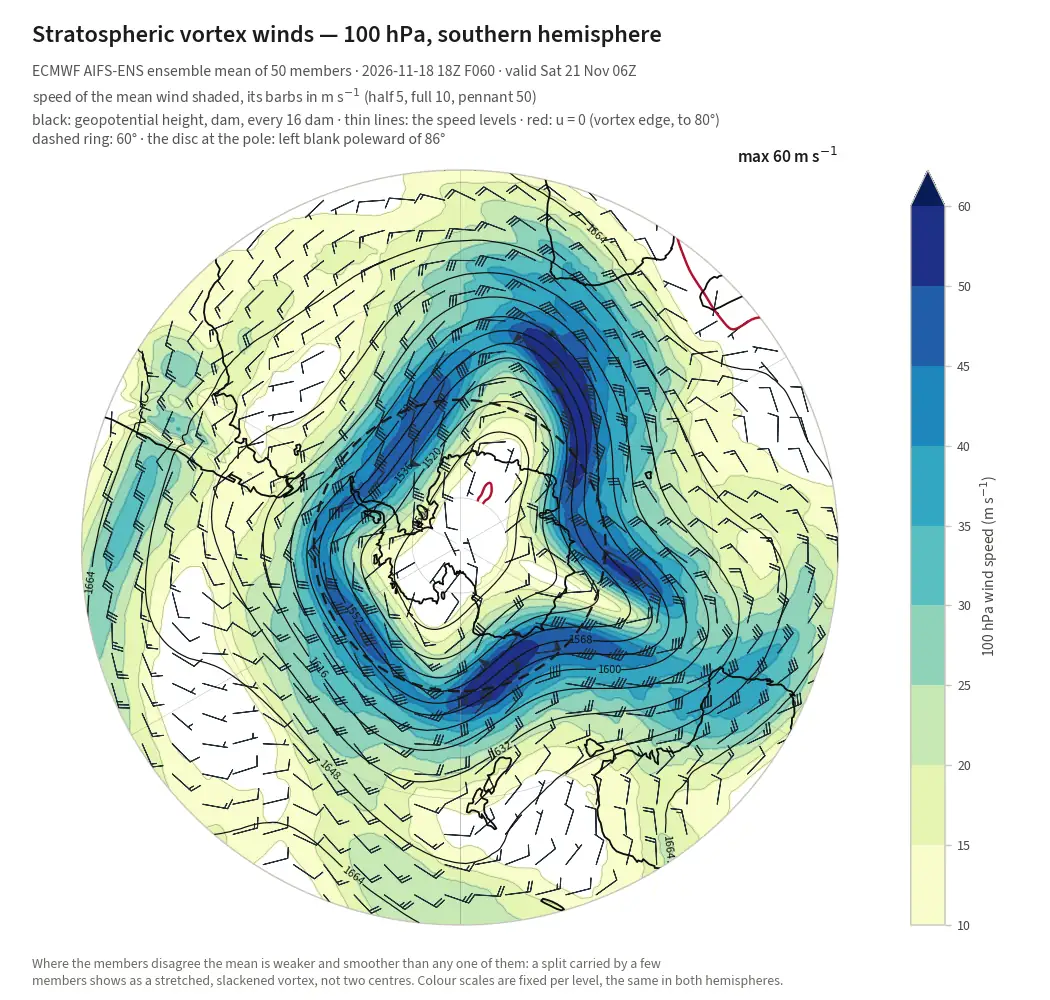 Stratospheric vortex winds — 100 hPa, southern hemisphere
ECMWF AIFS-ENS ensemble mean of 50 members · 2026-11-18 18Z F060 · valid Sat 21 Nov 06Z
speed of the mean wind shaded, its barbs in m s⁻¹ (half 5, full 10, pennant 50)
black: geopotential height, dam, every 16 dam · thin lines: the speed levels · red: u = 0 (vortex edge, to 80°)
dashed ring: 60° · the disc at the pole: left blank poleward of 86°
max 60 m s⁻¹
60
50
45
40
35
30
25
20
15
10
100 hPa wind speed (m s⁻¹)
1664
1520
1536
1664
1552
1568
1600
1616
1632
1648
1664
1664
Where the members disagree the mean is weaker and smoother than any one of them: a split carried by a few
members shows as a stretched, slackened vortex, not two centres. Colour scales are fixed per level, the same in both hemispheres.